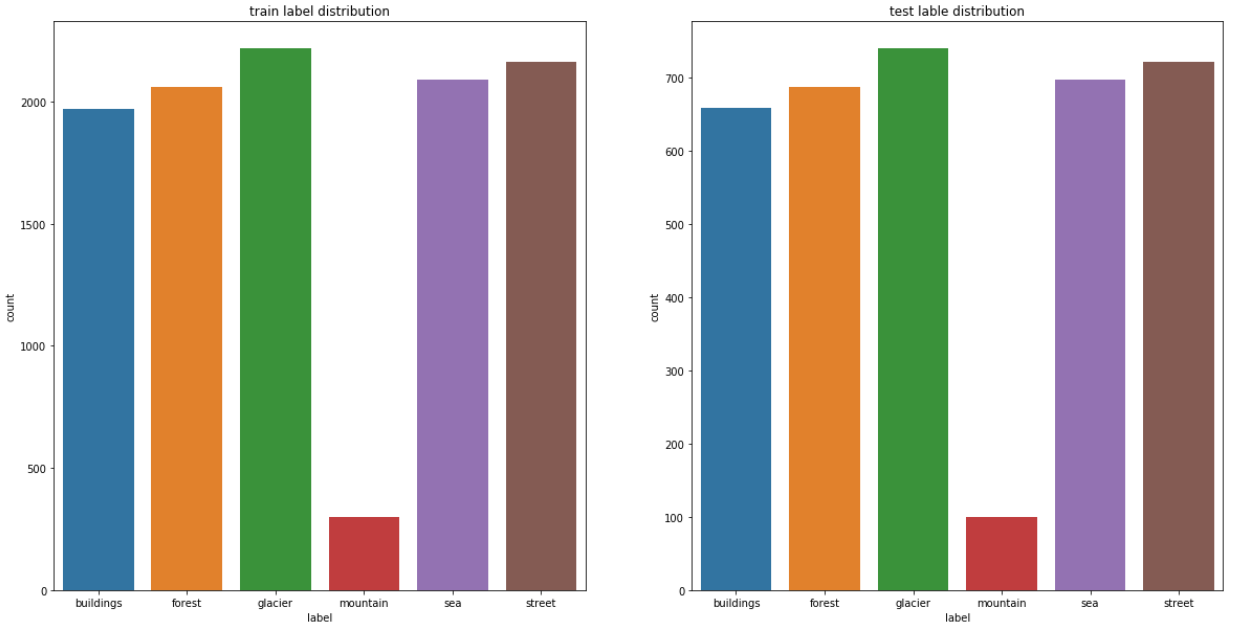 train label distribution
count
2000
1500
1000
500
0
buildings forest glacier mountain sea street
label
test lable distribution
count
700
600
500
400
300
200
100
0
buildings forest glacier mountain sea street
label